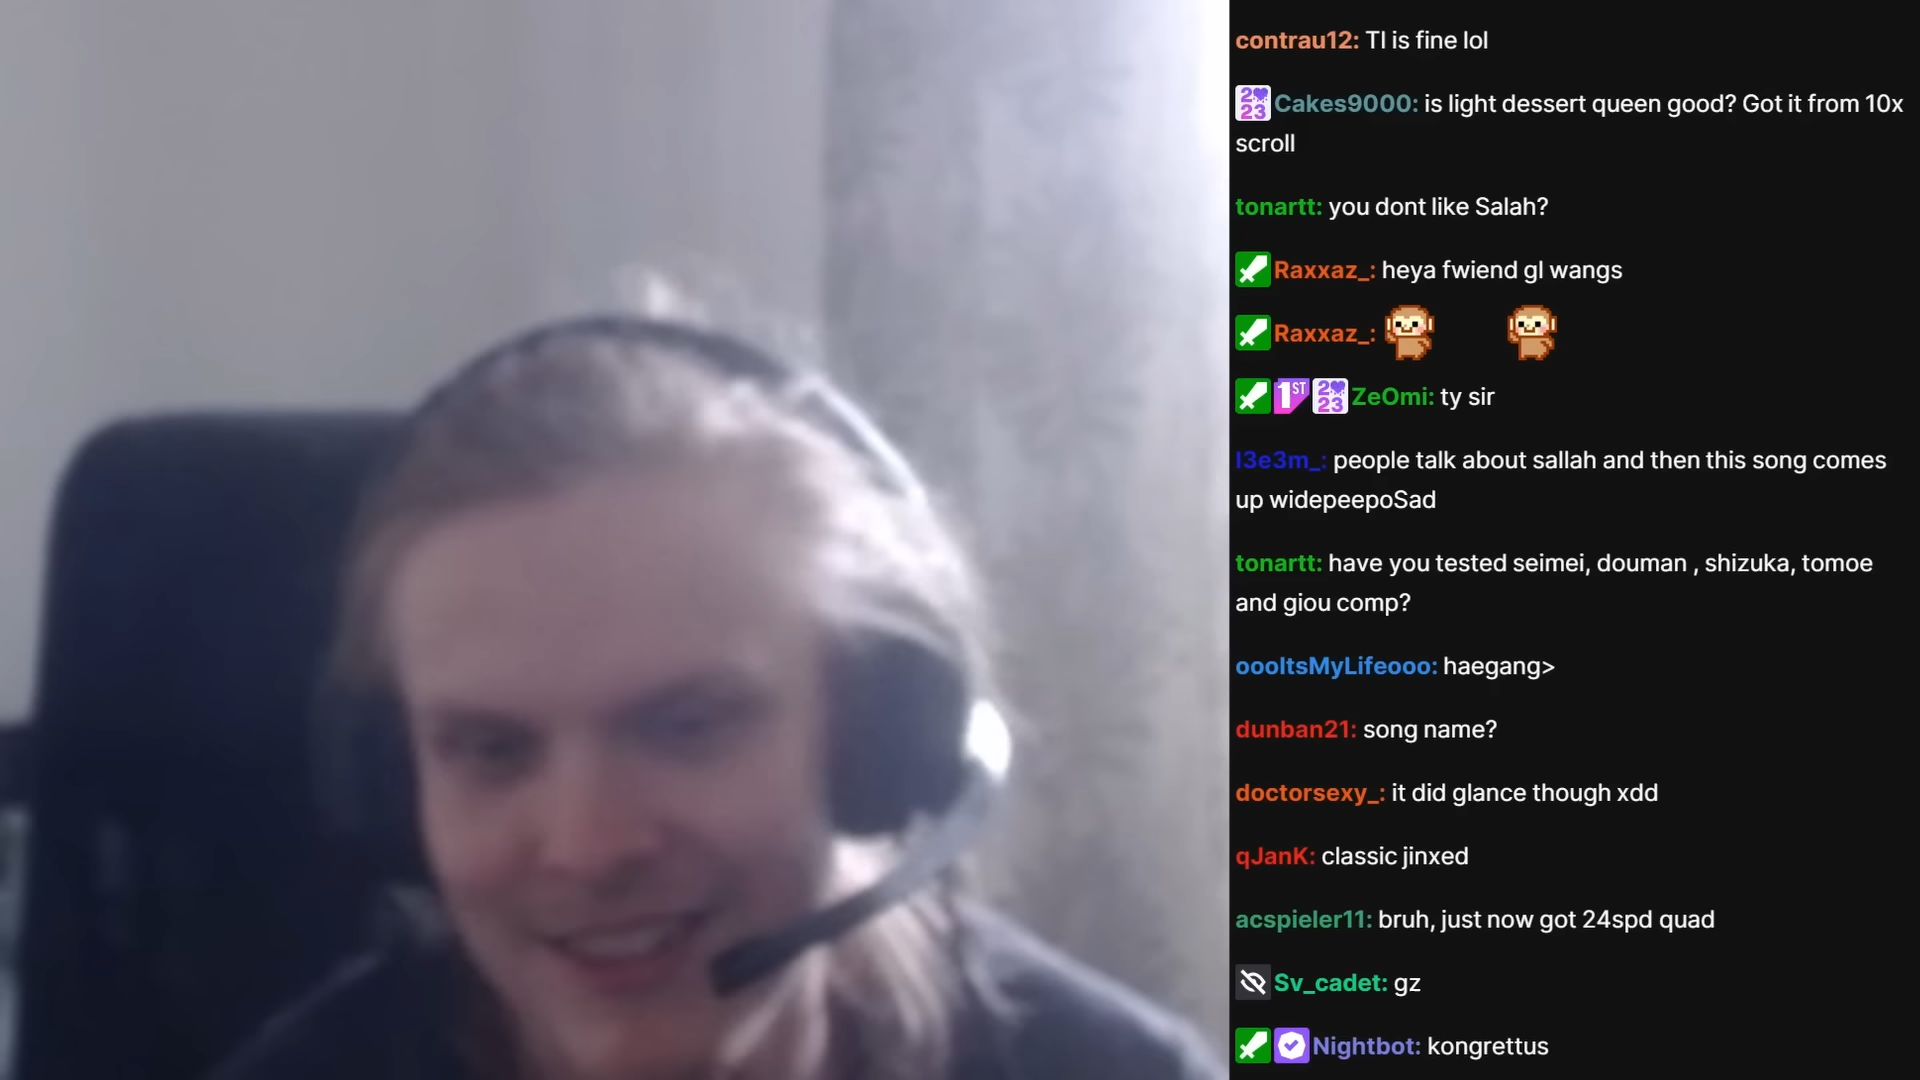 contrau12: Tl is fine lol
2023 Cakes9000: is light dessert queen good? Got it from 10x
scroll
tonartt: you dont like Salah?
Raxxaz_: heya fwiend gl wangs
Raxxaz_:
1ST 2023 ZeOmi: ty sir
l3e3m_: people talk about sallah and then this song comes
up widepeepoSad
tonartt: have you tested seimei, douman , shizuka, tomoe
and giou comp?
oooItsMyLifeooo: haegang>
dunban21: song name?
doctorsexy_: it did glance though xdd
qJanK: classic jinxed
acspieler11: bruh, just now got 24spd quad
Sv_cadet: gz
Nightbot: kongrettus